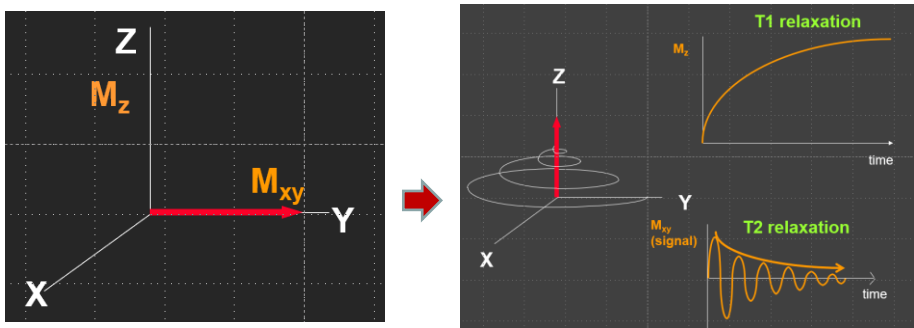 Z
Mz
Mxy
Y
X
T1 relaxation
Mz
time
Z
Y
X
T2 relaxation
Mxy
(signal)
time